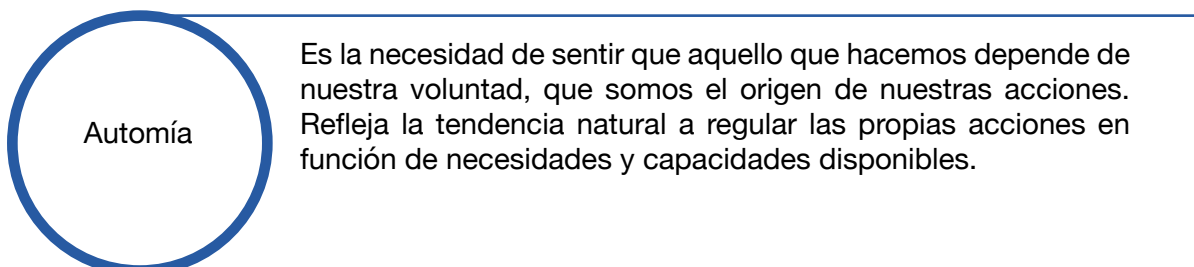 Automía
Es la necesidad de sentir que aquello que hacemos depende de
nuestra voluntad, que somos el origen de nuestras acciones.
Refleja la tendencia natural a regular las propias acciones en
función de necesidades y capacidades disponibles.